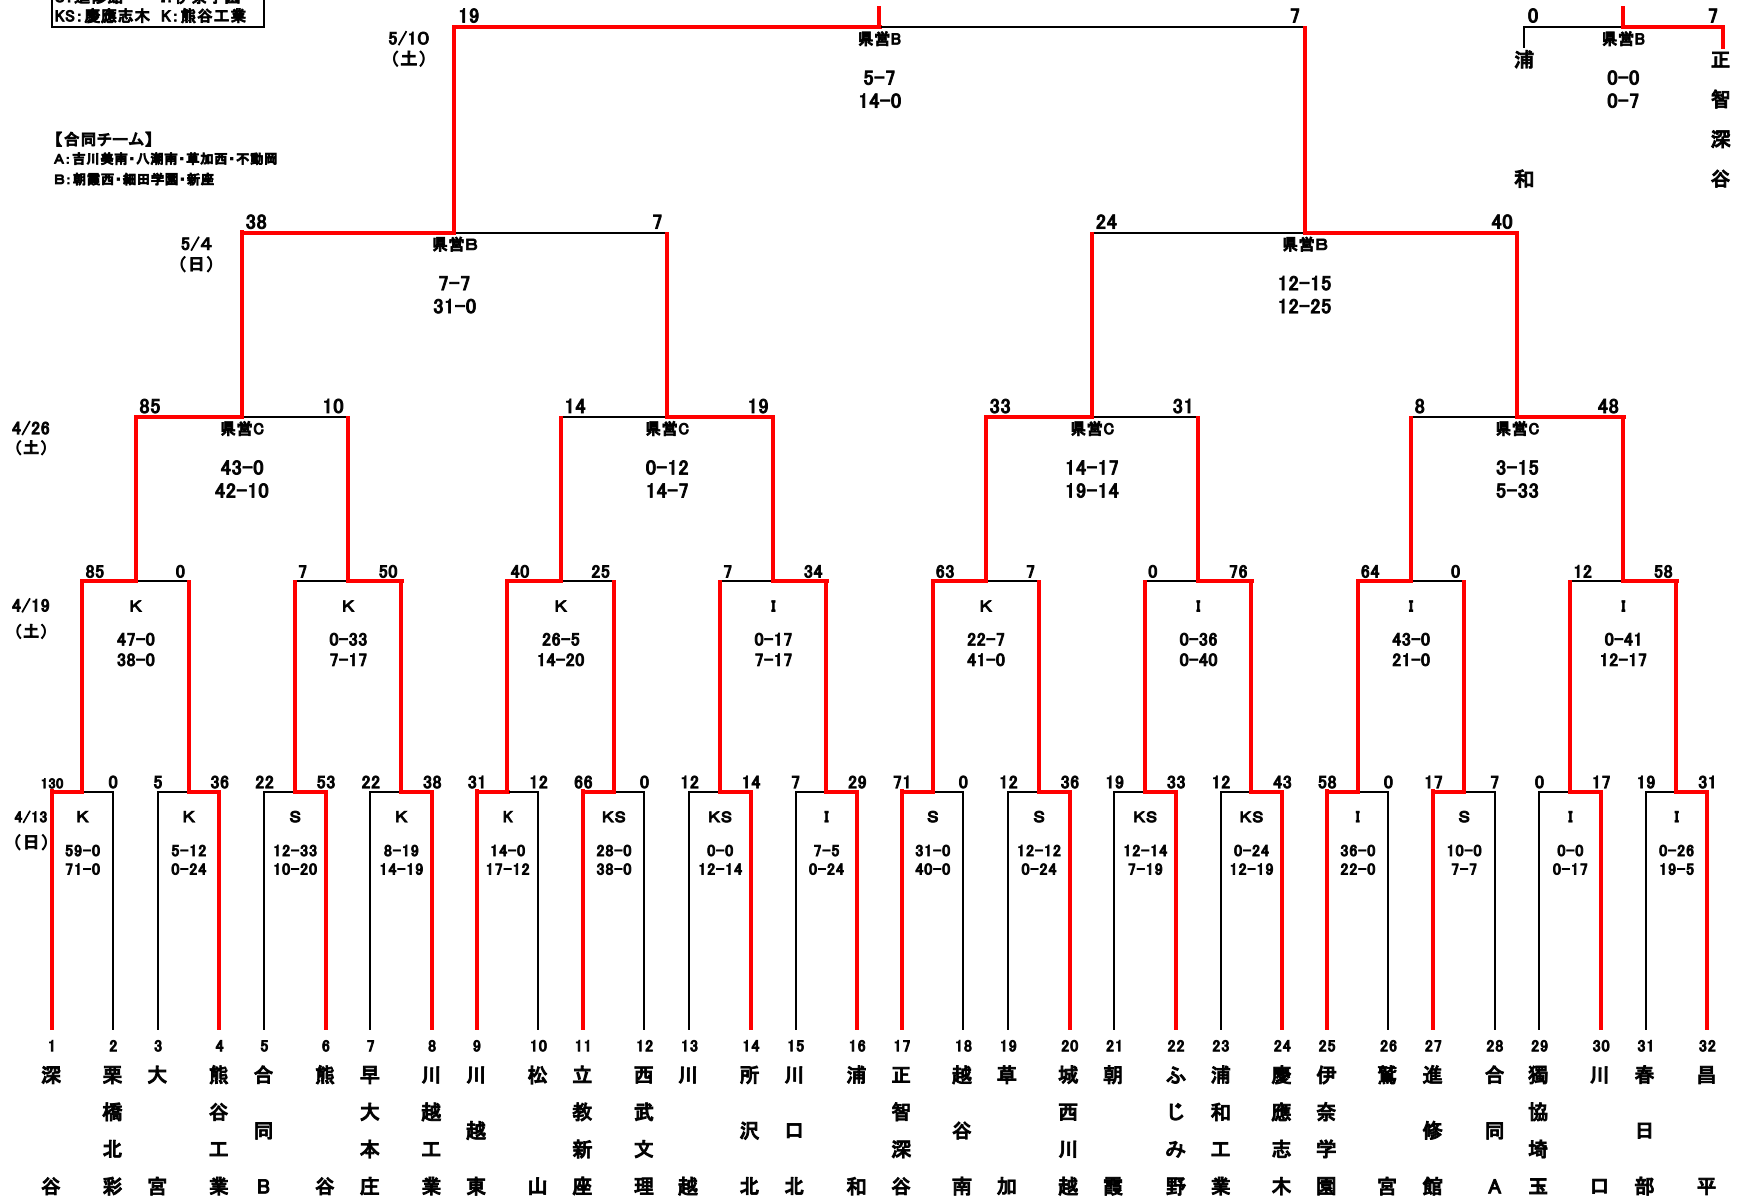 KS：慶應志木 K：熊谷工業
19 7
5/10
（土）
県営B
5-7
14-0
0 7
県営B
0-0
0-7
浦和
正智深谷
【合同チーム】
A：吉川美南・八潮南・草加西・不動岡
B：朝霞西・細田学園・新座
38 7 24 40
5/4
（日）
県営B 県営B
7-7 12-15
31-0 12-25
85 10 14 19 33 31 8 48
4/26
（土）
県営C 県営C 県営C 県営C
43-0 0-12 14-17 3-15
42-10 14-7 19-14 5-33
85 0 7 50 40 25 7 34 63 7 0 76 64 0 12 58
4/19
（土）
K K K I K I I I
47-0 0-33 26-5 0-17 22-7 0-36 43-0 0-41
38-0 7-17 14-20 7-17 41-0 0-40 21-0 12-17
130 0 5 36 22 53 22 38 31 12 66 0 12 14 7 29 71 0 12 36 19 33 12 43 58 0 17 7 0 17 19 31
4/13
（日）
K K S K K KS KS I S S KS KS I S I I
59-0 5-12 12-33 8-19 14-0 28-0 0-0 7-5 31-0 12-12 12-14 0-24 36-0 10-0 0-0 0-26
71-0 0-24 10-20 14-19 17-12 38-0 12-14 0-24 40-0 0-24 7-19 12-19 22-0 7-7 0-17 19-5
1 2 3 4 5 6 7 8 9 10 11 12 13 14 15 16 17 18 19 20 21 22 23 24 25 26 27 28 29 30 31 32
深谷
栗橋北彩
大宮
熊谷工業
合同B
熊谷
早大本庄
川越工業
川越東
松山
立教新座
西武文理
川越
所沢北
川口北
浦和
正智深谷
越谷南
草加
城西川越
朝霞
ふじみ野
浦和工業
慶應志木
伊奈学園
鷲宮
進修館
合同A
獨協埼玉
川口
春日部
昌平